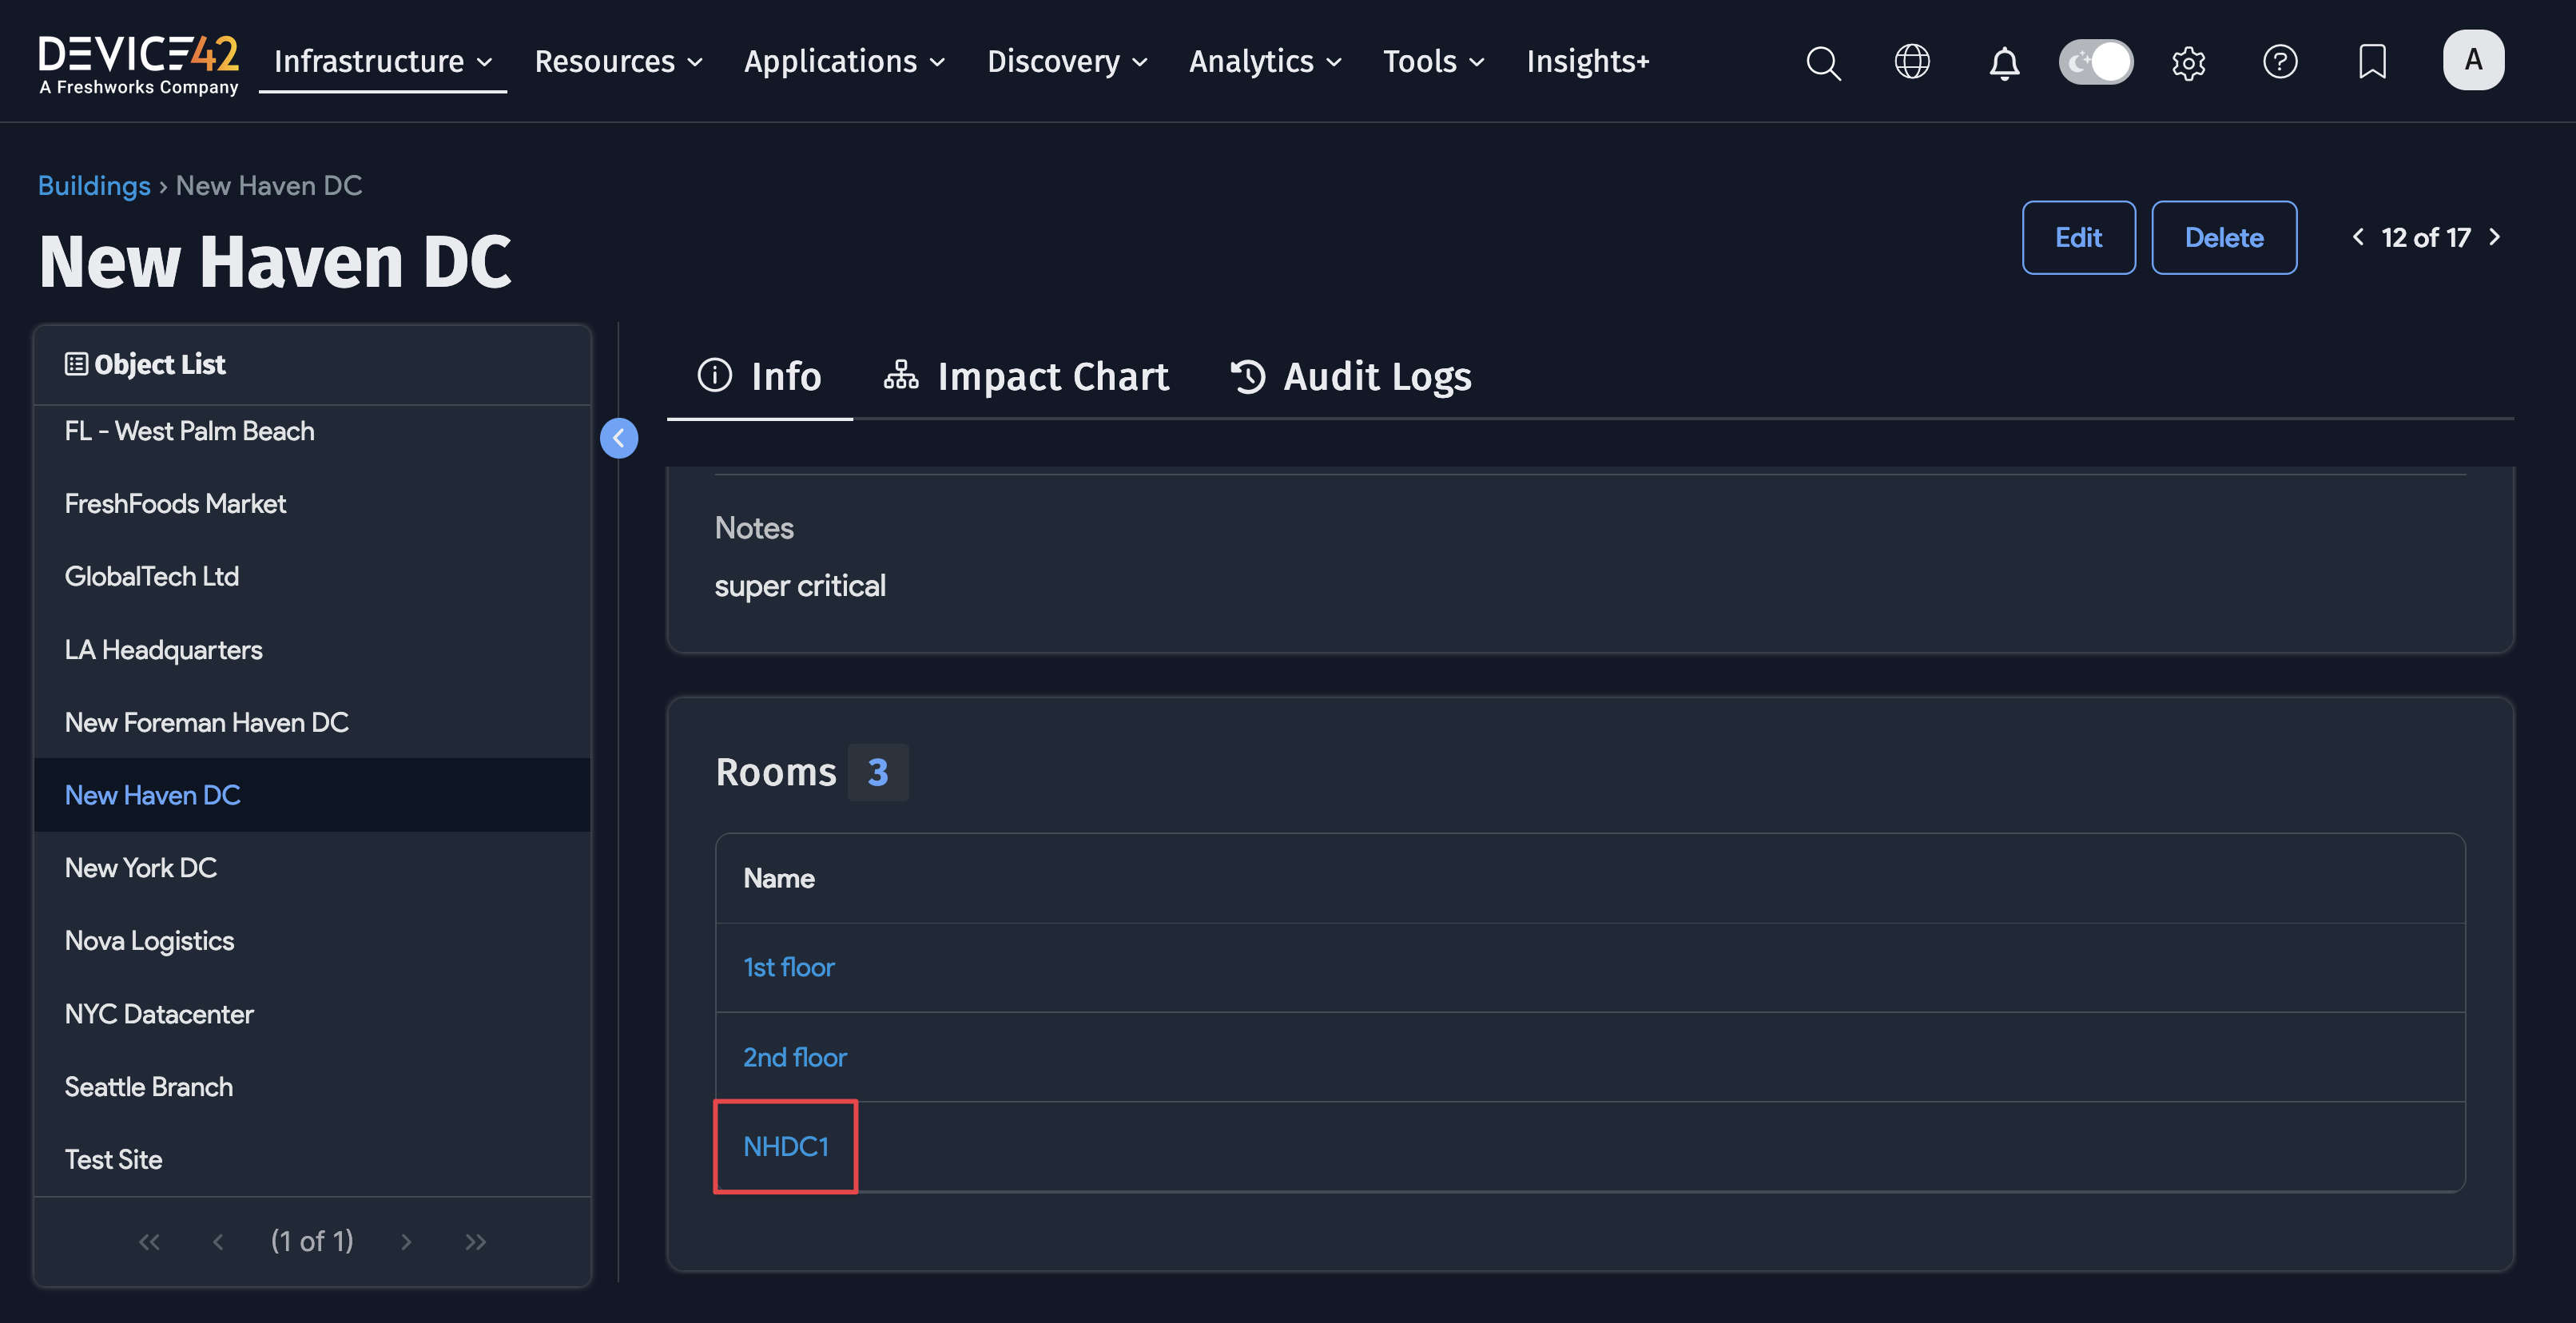 DEVICE42
A Freshworks Company
Infrastructure
Resources
Applications
Discovery
Analytics
Tools
Insights+
A
Buildings › New Haven DC
New Haven DC
Edit
Delete
12 of 17
Object List
FL - West Palm Beach
FreshFoods Market
GlobalTech Ltd
LA Headquarters
New Foreman Haven DC
New Haven DC
New York DC
Nova Logistics
NYC Datacenter
Seattle Branch
Test Site
(1 of 1)
Info
Impact Chart
Audit Logs
Notes
super critical
Rooms 3
Name
1st floor
2nd floor
NHDC1